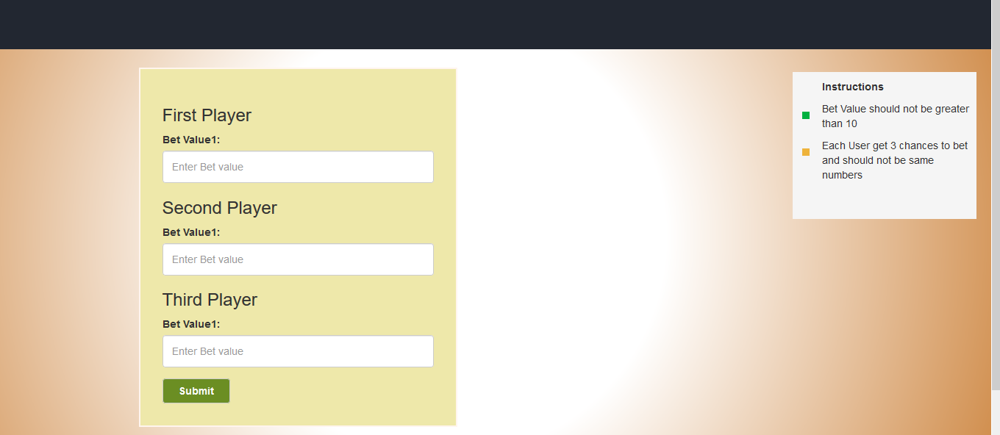 First Player
Bet Value1:
Enter Bet value
Second Player
Bet Value1:
Enter Bet value
Third Player
Bet Value1:
Enter Bet value
Submit
Instructions
Bet Value should not be greater
than 10
Each User get 3 chances to bet
and should not be same
numbers